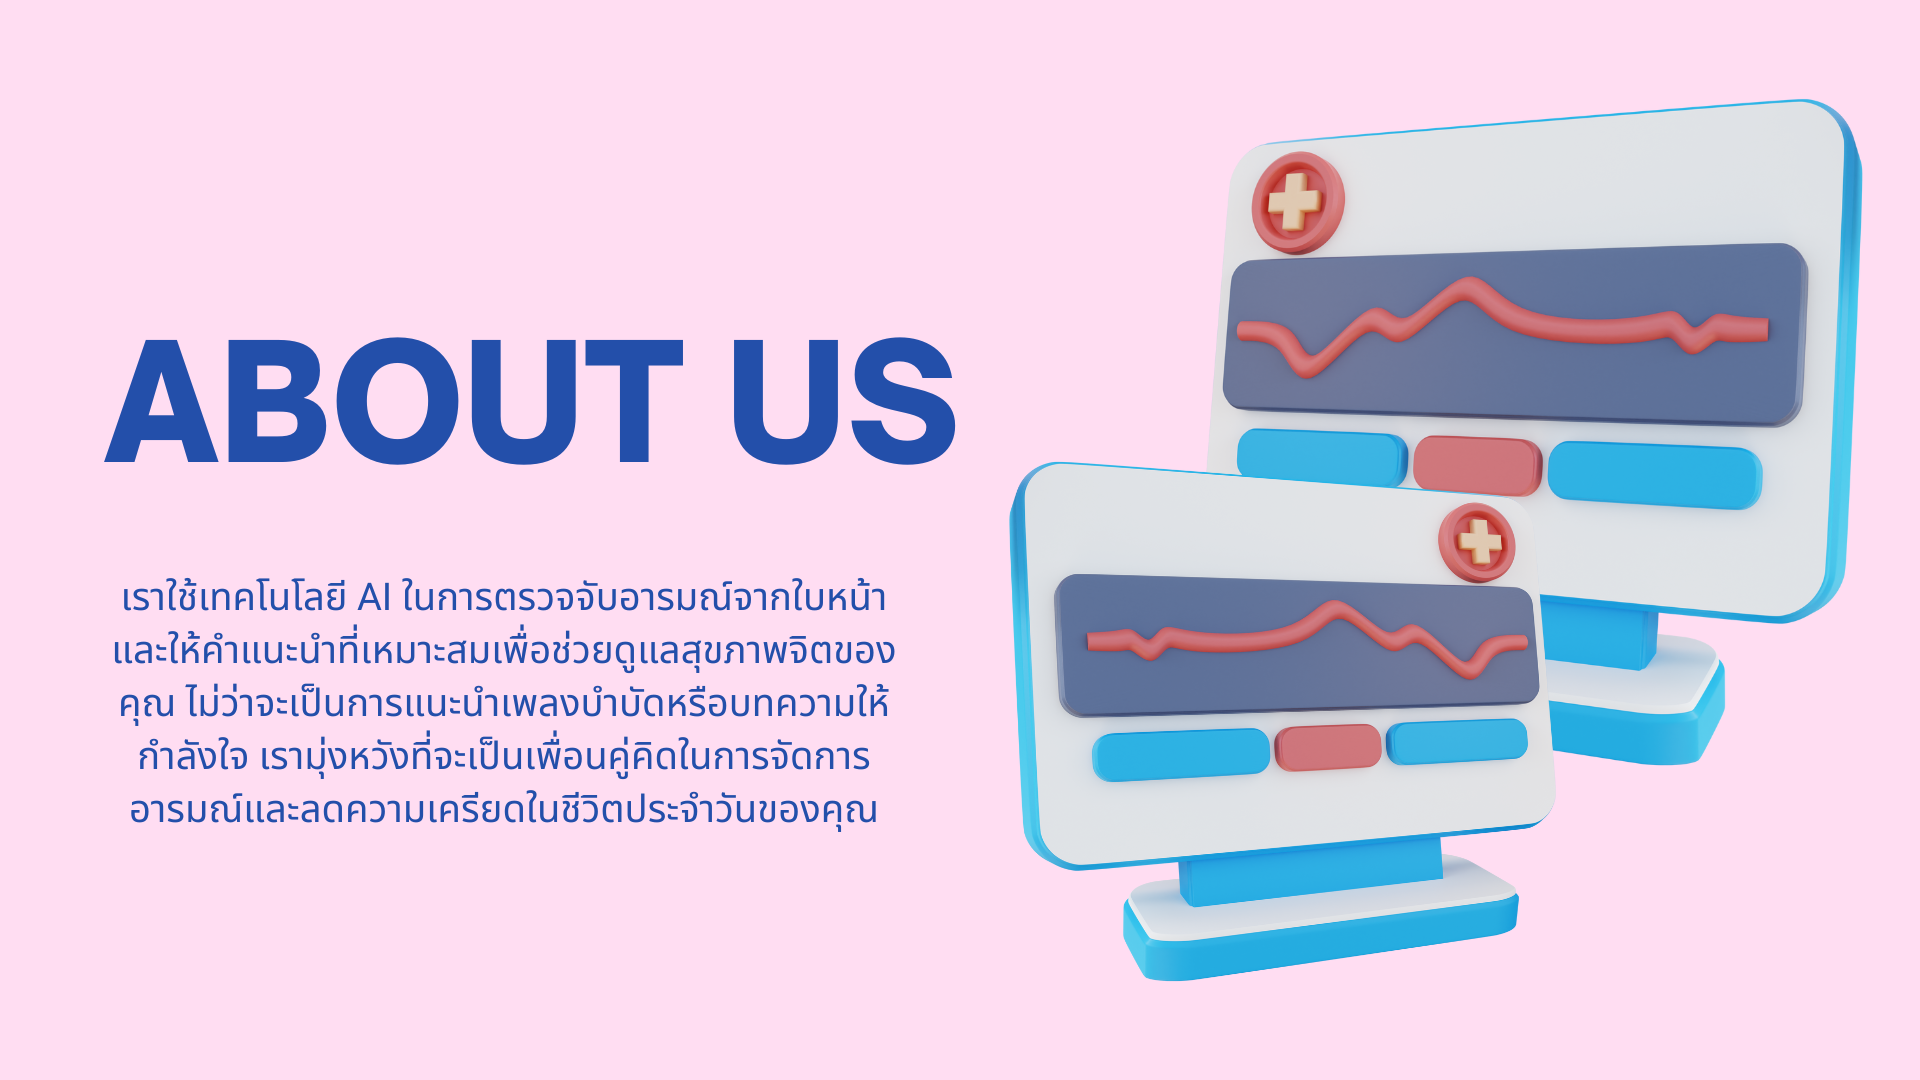 ABOUT US
เราใช้เทคโนโลยี AI ในการตรวจจับอารมณ์จากใบหน้า
และให้คำแนะนำที่เหมาะสมเพื่อช่วยดูแลสุขภาพจิตของ
คุณ ไม่ว่าจะเป็นการแนะนำเพลงบำบัดหรือบทความให้
กำลังใจ เรามุ่งหวังที่จะเป็นเพื่อนคู่คิดในการจัดการ
อารมณ์และลดความเครียดในชีวิตประจำวันของคุณ